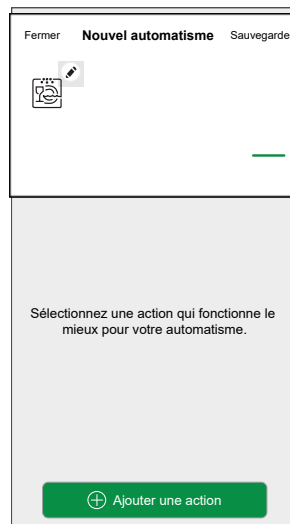 Fermer Nouvel automatisme Sauvegarde
Sélectionnez une action qui fonctionne le
mieux pour votre automatisme.
Ajouter une action